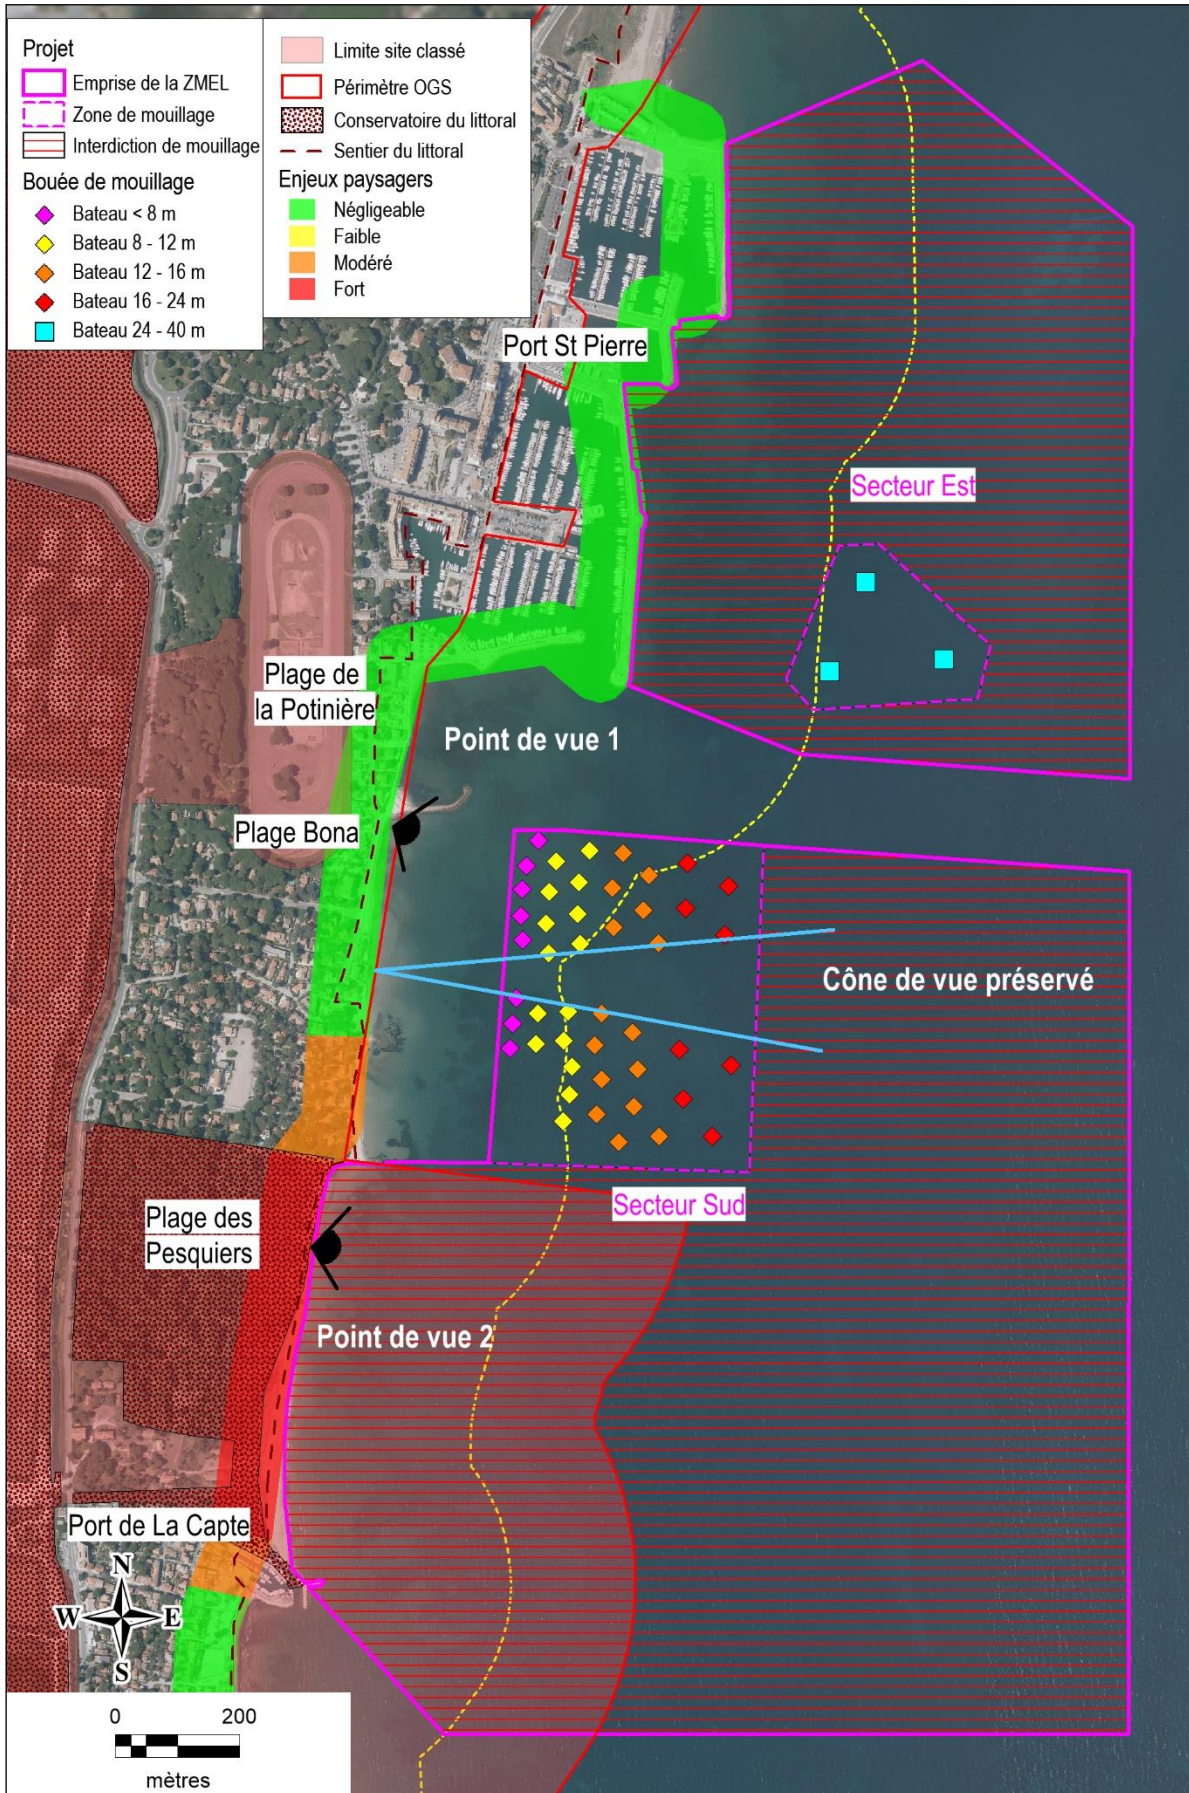 Projet
Emprise de la ZMEL
Zone de mouillage
Interdiction de mouillage
Bouée de mouillage
Bateau < 8 m
Bateau 8 - 12 m
Bateau 12 - 16 m
Bateau 16 - 24 m
Bateau 24 - 40 m
Limite site classé
Périmètre OGS
Conservatoire du littoral
Sentier du littoral
Enjeux paysagers
Négligeable
Faible
Modéré
Fort
Port St Pierre
Secteur Est
Plage de
la Potinière
Point de vue 1
Plage Bona
Cône de vue préservé
Secteur Sud
Plage des
Pesquiers
Point de vue 2
Port de La Capte
N
W
E
S
0 200
mètres